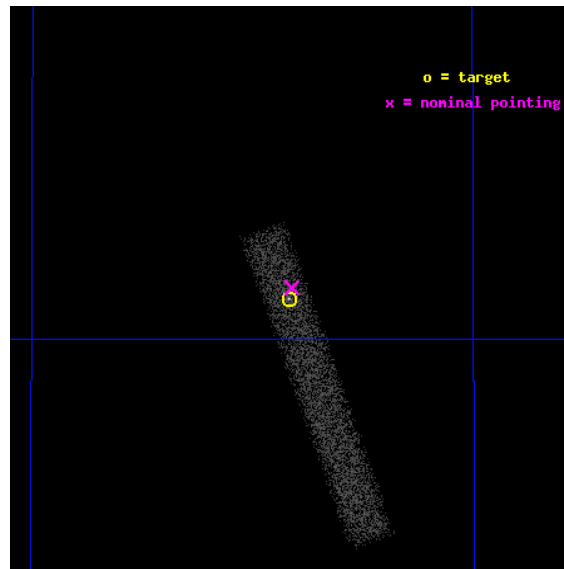 o = target
x = nominal pointing